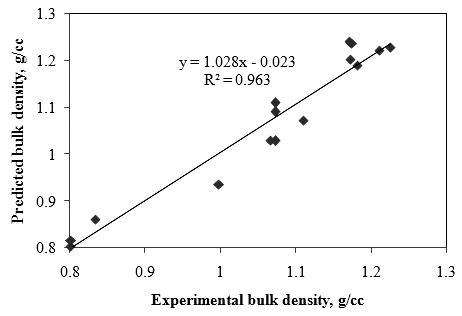 1.3
1.2
1.1
1
0.9
0.8
Predicted bulk density, g/cc
y = 1.028x - 0.023
R² = 0.963
0.8 0.9 1 1.1 1.2 1.3
Experimental bulk density, g/cc